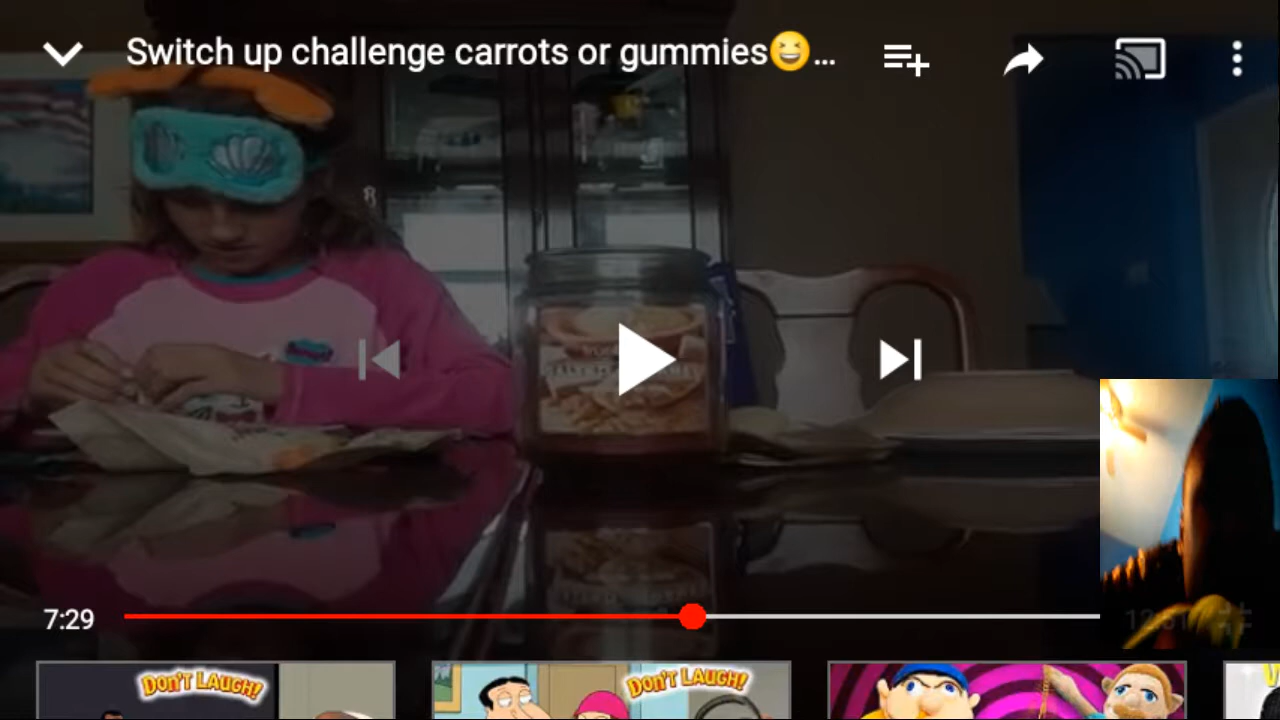 Switch up challenge carrots or gummies😆...
7:29
DON'T LAUGH!
DON'T LAUGH!